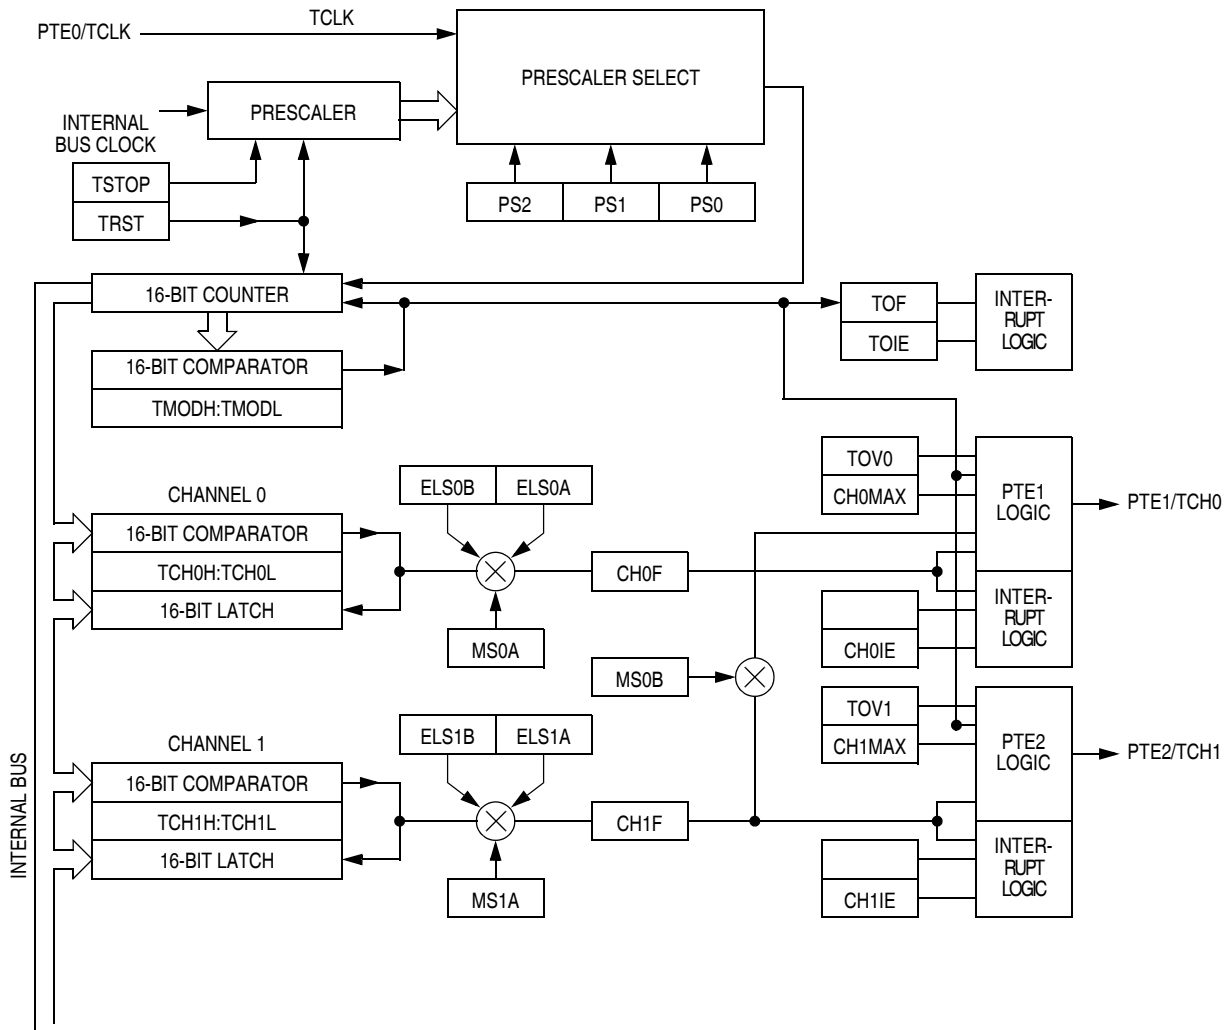 TCLK
PTE0/TCLK
PRESCALER SELECT
PRESCALER
INTERNAL
BUS CLOCK
TSTOP
TRST
PS2
PS1
PS0
16-BIT COUNTER
16-BIT COMPARATOR
TMODH:TMODL
TOF
TOIE
INTER-
RUPT
LOGIC
CHANNEL 0
16-BIT COMPARATOR
TCH0H:TCH0L
16-BIT LATCH
ELS0B
ELS0A
MS0A
CH0F
TOV0
CH0MAX
PTE1
LOGIC
PTE1/TCH0
CH0IE
INTER-
RUPT
LOGIC
MS0B
CHANNEL 1
16-BIT COMPARATOR
TCH1H:TCH1L
16-BIT LATCH
ELS1B
ELS1A
MS1A
CH1F
TOV1
CH1MAX
PTE2
LOGIC
PTE2/TCH1
CH1IE
INTER-
RUPT
LOGIC
INTERNAL BUS